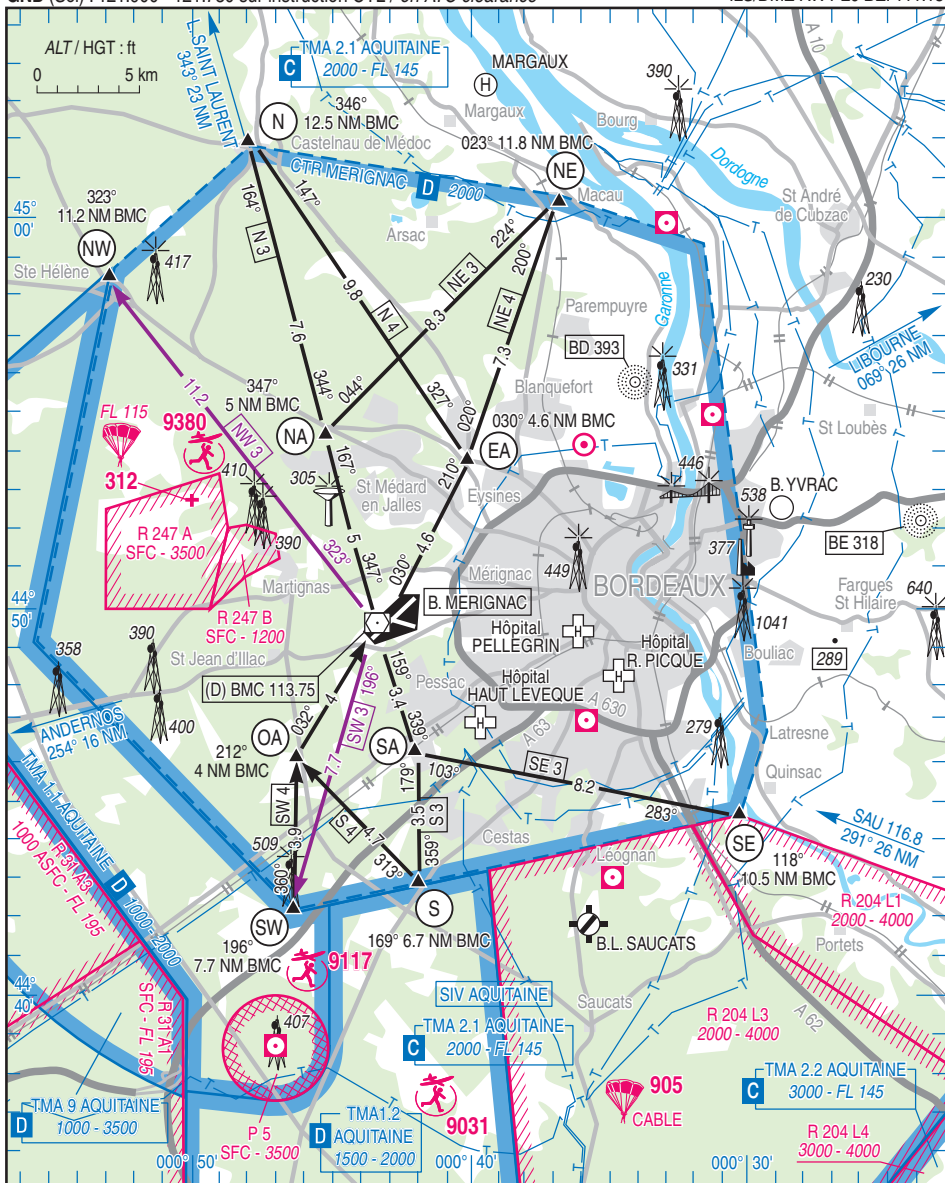 ALT / HGT : ft
0 5 km
L. SAINT LAURENT
343° 23 NM
TMA 2.1 AQUITAINE
C 2000 - FL 145
MARGAUX
H
Margaux
390
A 10
Bourg
N
346°
12.5 NM BMC
Castelnau de Médoc
023° 11.8 NM BMC
NE
Macau
Dordogne
St André
de Cubzac
CTR MERIGNAC D 2000
323°
11.2 NM BMC
NW
Ste Hélène
417
45°
00'
164°
N 3
7.6
344°
147°
N 4
9.8
327°
Arsac
224°
NE 3
8.3
044°
200°
NE 4
7.3
020°
Parempuyre
Garonne
230
BD 393
331
LIBOURNE
069° 26 NM
Blanquefort
St Loubès
11.2
NW 3
323°
347°
5 NM BMC
NA
030° 4.6 NM BMC
EA
FL 115
9380
312
410
390
305
St Médard
en Jalles
Eysines
446
538
B. YVRAC
R 247 A
SFC - 3500
R 247 B
SFC - 1200
167°
5
347°
210°
4.6
030°
BE 318
377
449
Mérignac
BORDEAUX
Martignas
B. MERIGNAC
Fargues
St Hilaire
640
44°
50'
Hôpital
PELLEGRIN
Hôpital
R. PICQUE
1041
Bouliac
289
358
390
St Jean d'Illac
400
(D) BMC 113.75
Pessac
Hôpital
HAUT LEVEQUE
A 630
A 63
279
Latresne
ANDERNOS
254° 16 NM
OA
212°
4 NM BMC
032°
4
196°
SW 3
7.7
159°
3.4
339°
SA
103°
SE 3
8.2
283°
Quinsac
SAU 116.8
291° 26 NM
TMA 1.1 AQUITAINE D 1000 - 2000
R 31 A3
1000 ASFC - FL 195
SW 4
3.9
360°
509
S 4
4.7
313°
179°
S 3
3.5
359°
Cestas
Léognan
SE
118°
10.5 NM BMC
R 204 L1
2000 - 4000
SW
196°
7.7 NM BMC
S
169° 6.7 NM BMC
B.L. SAUCATS
Portets
9117
44°
40'
R 31 A1
SFC - FL 195
407
SIV AQUITAINE
Saucats
R 204 L3
2000 - 4000
A 62
TMA 2.1 AQUITAINE
C 2000 - FL 145
TMA 2.2 AQUITAINE
C 3000 - FL 145
TMA 9 AQUITAINE
D 1000 - 3500
P 5
SFC - 3500
TMA1.2
D AQUITAINE
1500 - 2000
9031
905
CABLE
R 204 L4
3000 - 4000
000° 50'
000° 40'
000° 30'